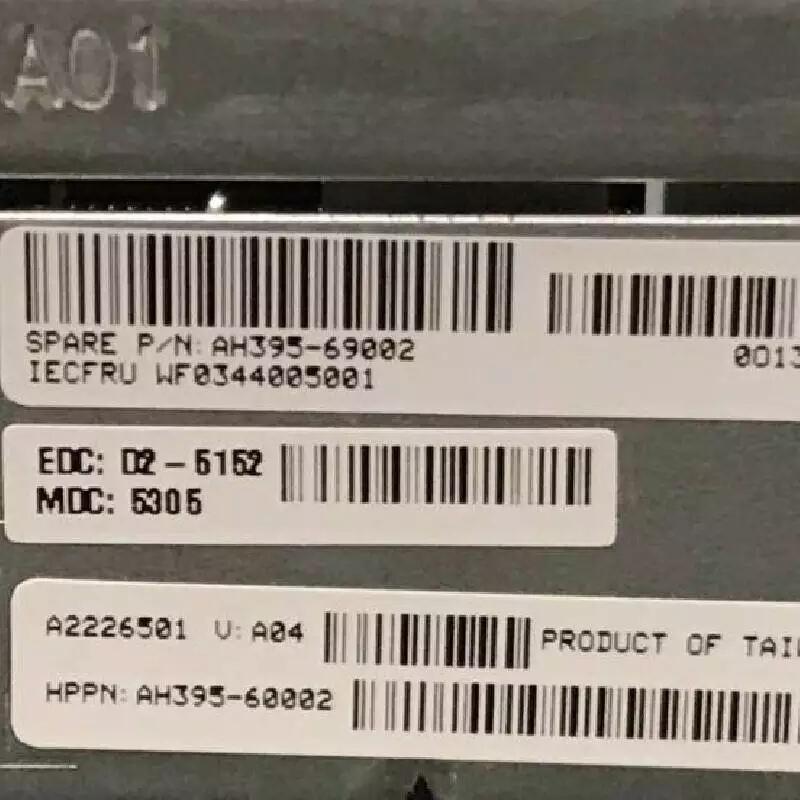 A01
SPARE P/N: AH395-69002
0013
IECFRU WF0344005001
EDC: D2-5152
MDC: 5305
A2226501 V: A04 PRODUCT OF
HPPN: AH395-60002